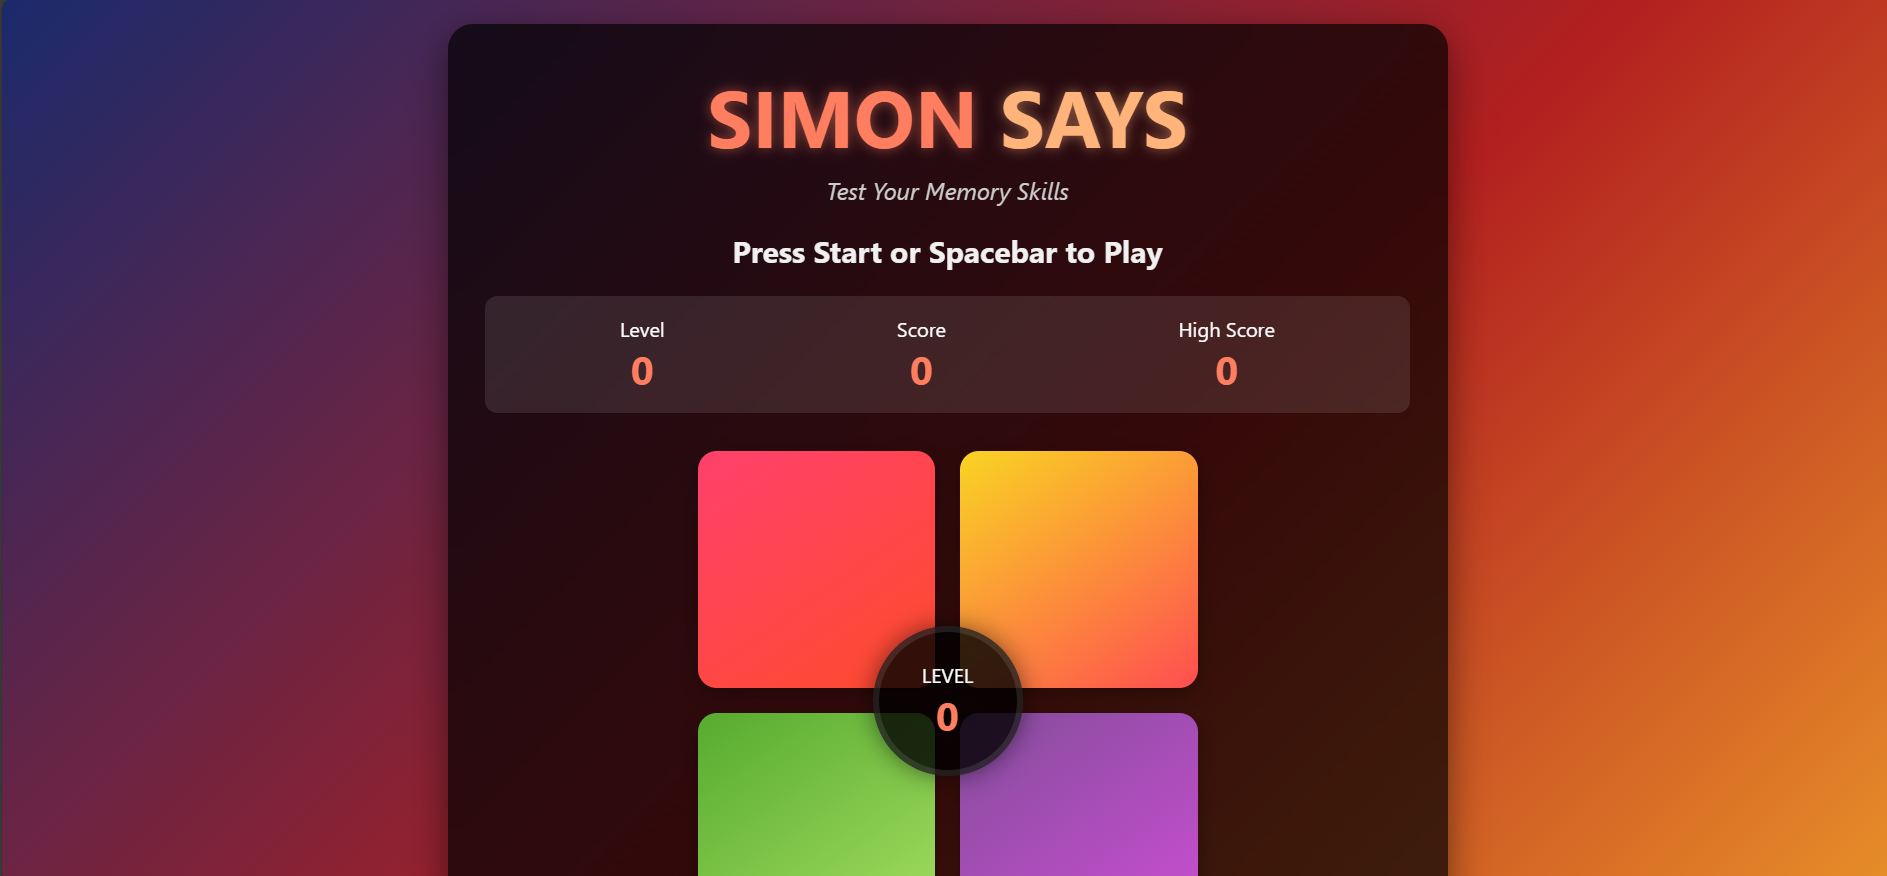 SIMON SAYS
Test Your Memory Skills
Press Start or Spacebar to Play
Level Score High Score
0 0 0
LEVEL
0